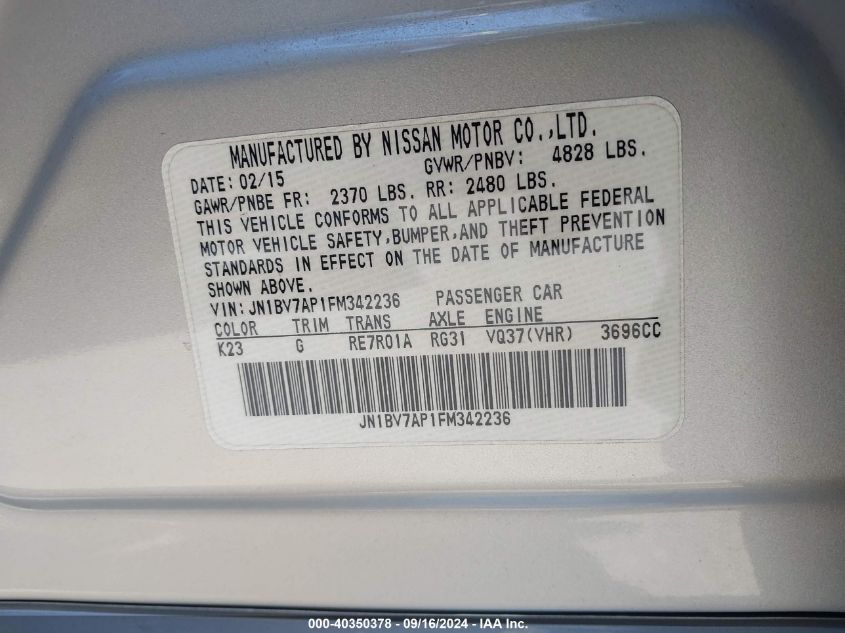 MANUFACTURED BY NISSAN MOTOR CO.,LTD.
DATE: 02/15 GVWR/PNBV: 4828 LBS.
GAWR/PNBE FR: 2370 LBS. RR: 2480 LBS.
THIS VEHICLE CONFORMS TO ALL APPLICABLE FEDERAL
MOTOR VEHICLE SAFETY,BUMPER,AND THEFT PREVENTION
STANDARDS IN EFFECT ON THE DATE OF MANUFACTURE
SHOWN ABOVE.
VIN: JN1BV7AP1FM342236 PASSENGER CAR
COLOR TRIM TRANS AXLE ENGINE
K23 G RE7R01A RG31 VQ37(VHR) 3696CC
JN1BV7AP1FM342236
000-40350378 - 09/16/2024 - IAA Inc.